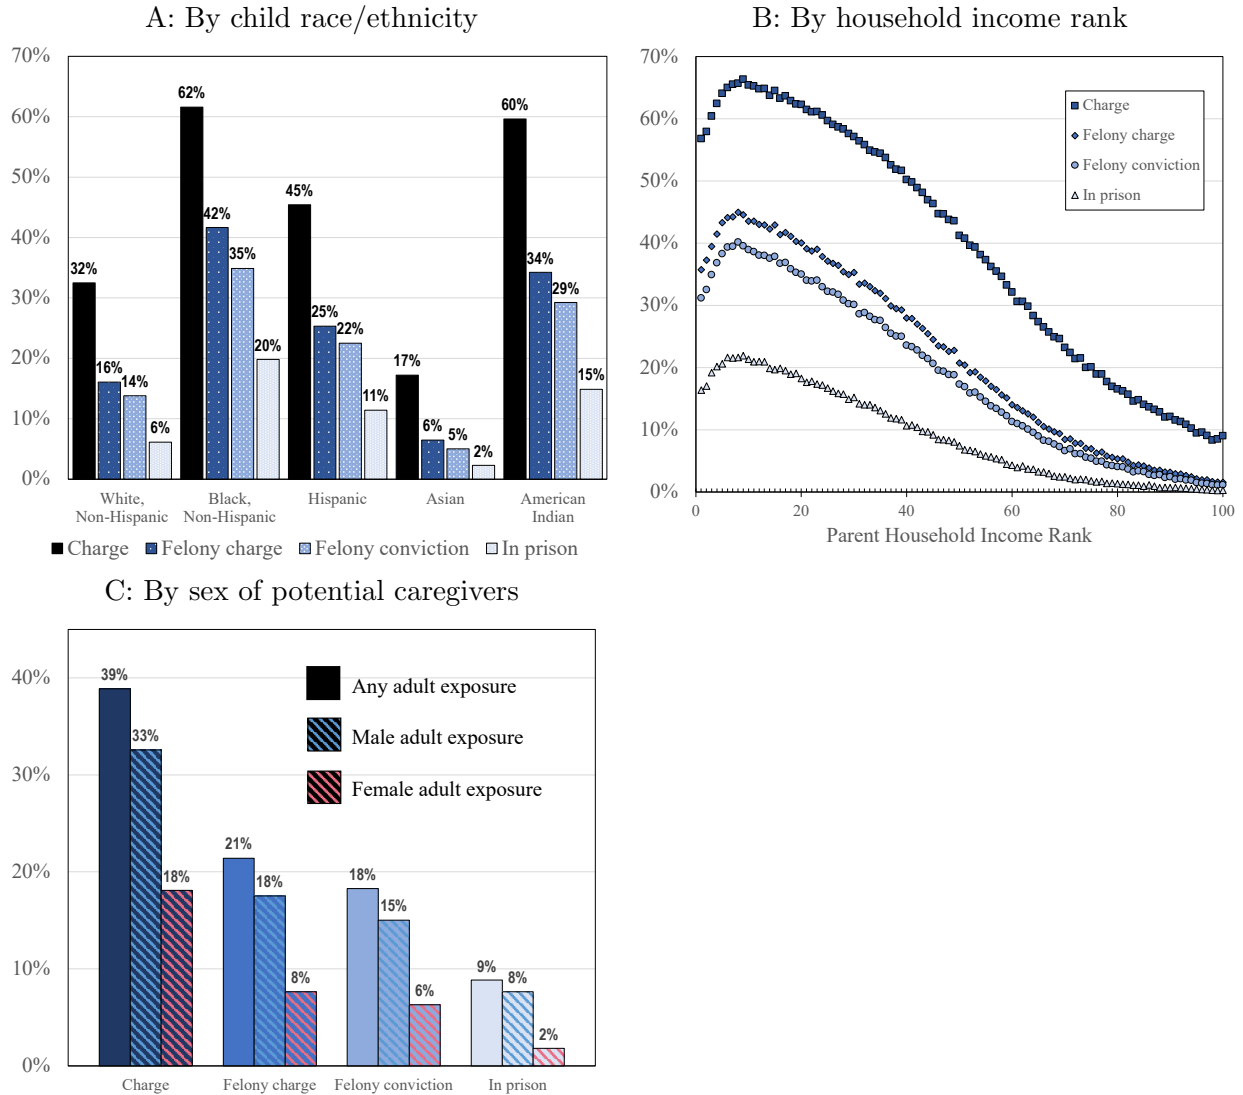 A: By child race/ethnicity
70%
60%
50%
40%
30%
20%
10%
0%
32%
16%
14%
6%
62%
42%
35%
20%
45%
25%
22%
11%
17%
6%
5%
2%
60%
34%
29%
15%
White,
Non-Hispanic
Black,
Non-Hispanic
Hispanic
Asian
American
Indian
Charge
Felony charge
Felony conviction
In prison
B: By household income rank
70%
60%
50%
40%
30%
20%
10%
0%
Charge
Felony charge
Felony conviction
In prison
0
20
40
60
80
100
Parent Household Income Rank
C: By sex of potential caregivers
40%
30%
20%
10%
0%
Any adult exposure
Male adult exposure
Female adult exposure
39%
33%
18%
21%
18%
8%
18%
15%
6%
9%
8%
2%
Charge
Felony charge
Felony conviction
In prison